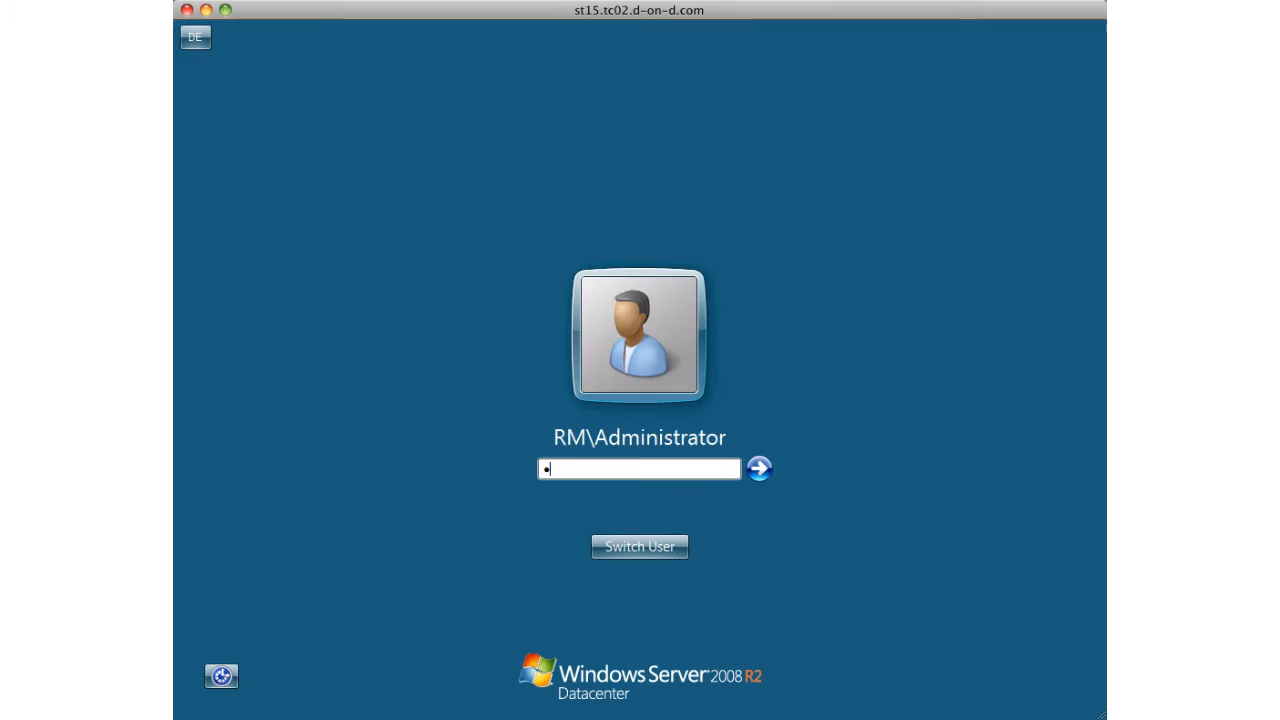 st15.tc02.d-on-d.com
DE
RM\Administrator
Switch User
Windows Server 2008 R2
Datacenter